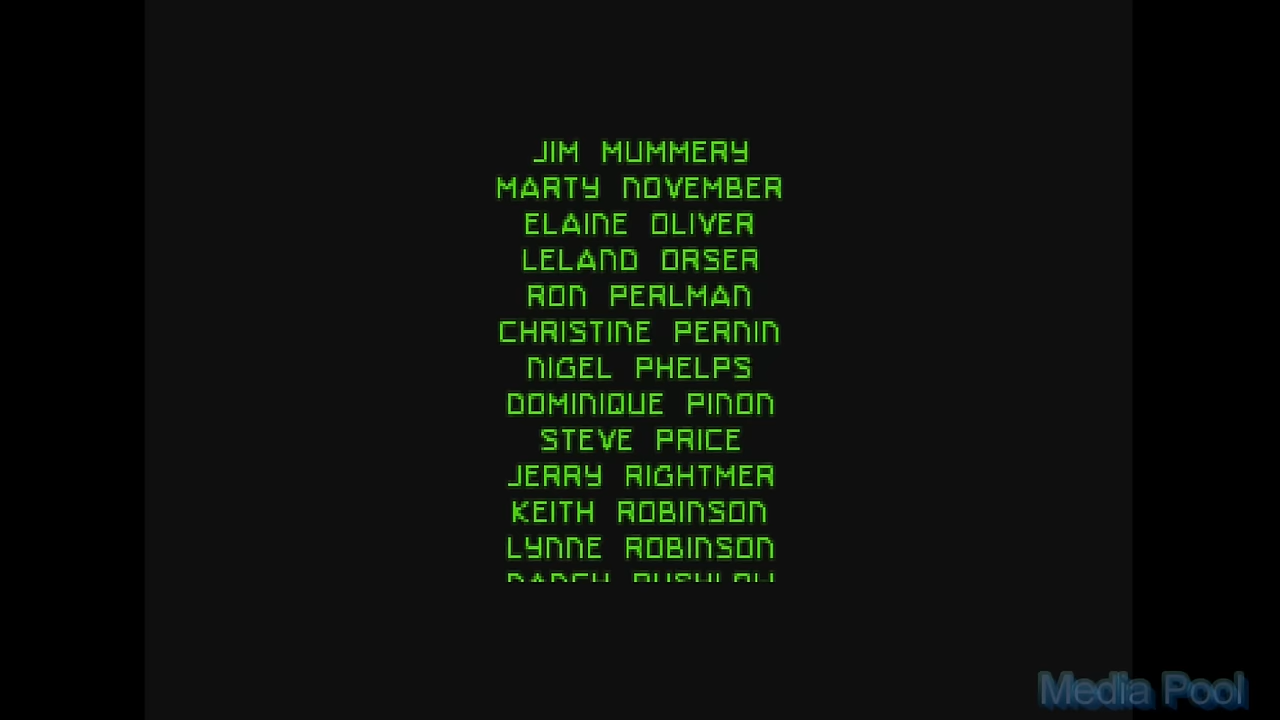 JIM MUMMERY
MARTY NOVEMBER
ELAINE OLIVER
LELAND ORSER
RON PERLMAN
CHRISTINE PERNIN
NIGEL PHELPS
DOMINIQUE PINON
STEVE PRICE
JERRY RIGHTMER
KEITH ROBINSON
LYNNE ROBINSON
Media Pool